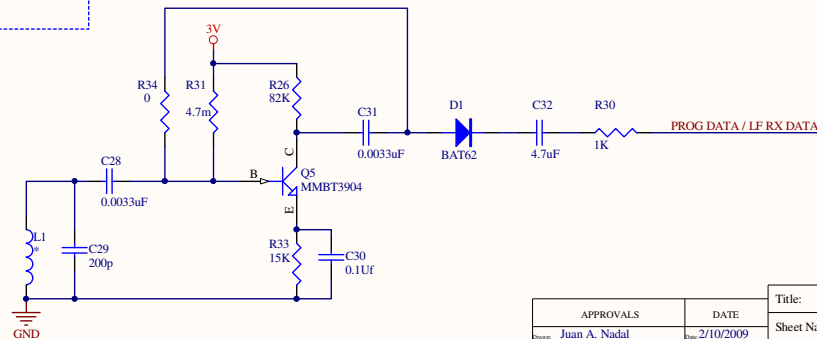 3V
R34
0
R31
4.7m
R26
82K
C31
0.0033uF
D1
BAT62
C32
4.7uF
R30
1K
PROG DATA / LF RX DATA
C28
0.0033uF
B
C
E
Q5
MMBT3904
L1
*
C29
200p
R33
15K
C30
0.1Uf
GND
APPROVALS
DATE
Title:
Drawn:
Juan A. Nadal
Date:
2/10/2009
Sheet Na